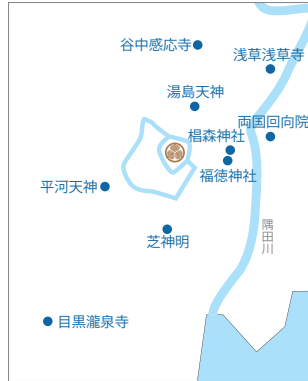 谷中感応寺
浅草浅草寺
湯島天神
両国回向院
椙森神社
福徳神社
平河天神
隅田川
芝神明
目黒瀧泉寺